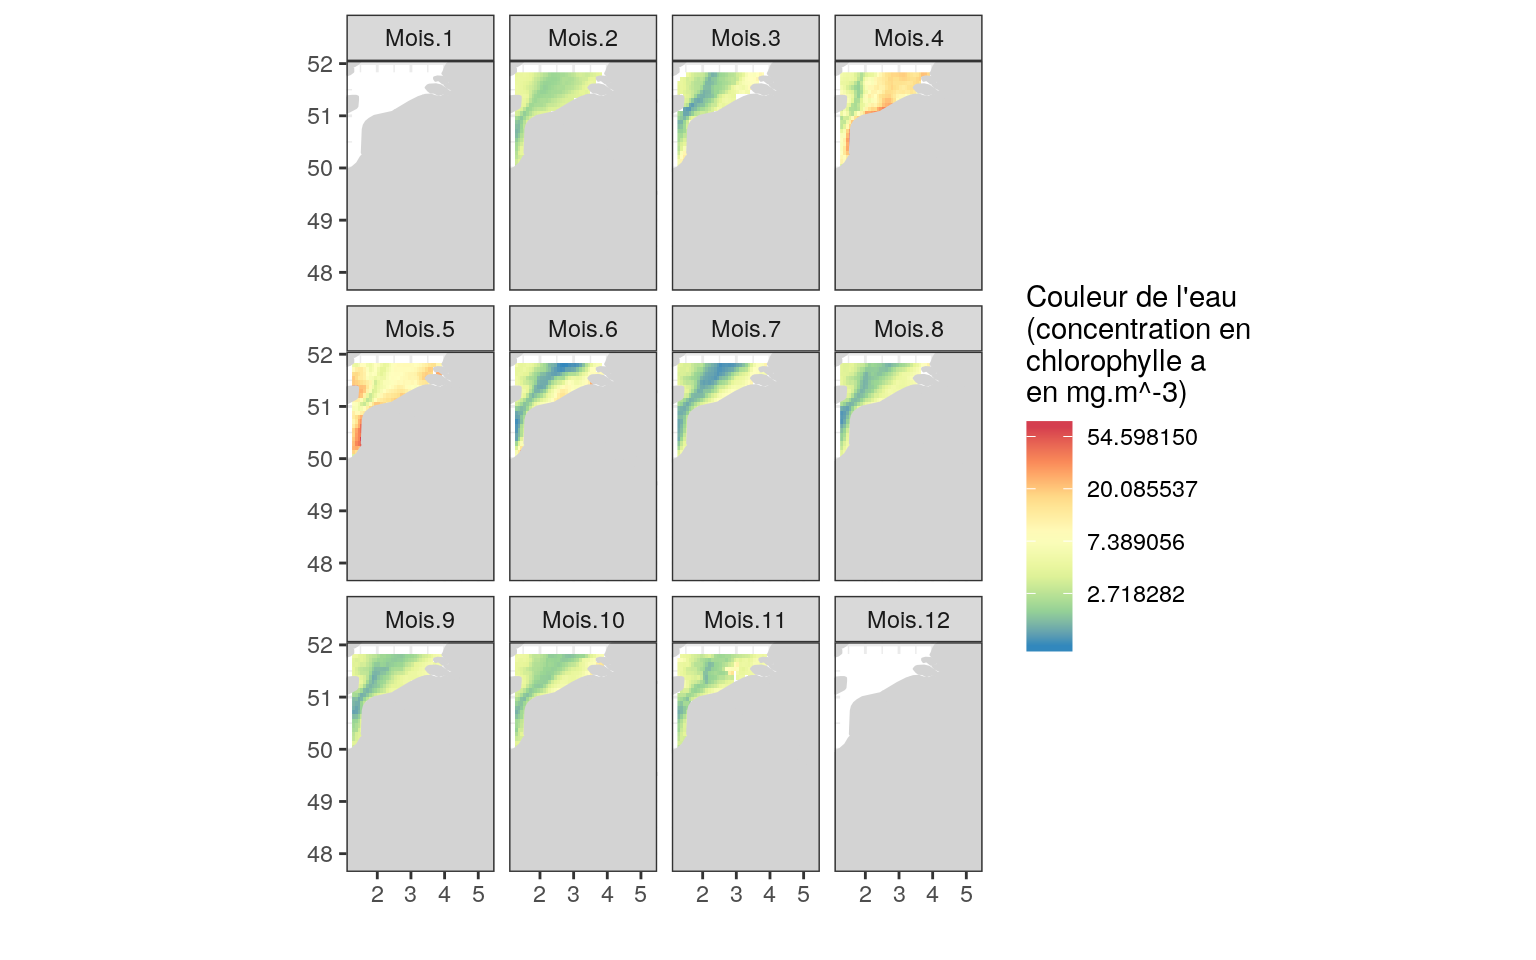 Mois.1 Mois.2 Mois.3 Mois.4
52
51
50
49
48
Mois.5 Mois.6 Mois.7 Mois.8
52
51
50
49
48
Mois.9 Mois.10 Mois.11 Mois.12
52
51
50
49
48
2 3 4 5 2 3 4 5 2 3 4 5 2 3 4 5
Couleur de l'eau
(concentration en
chlorophylle a
en mg.m^-3)
54.598150
20.085537
7.389056
2.718282